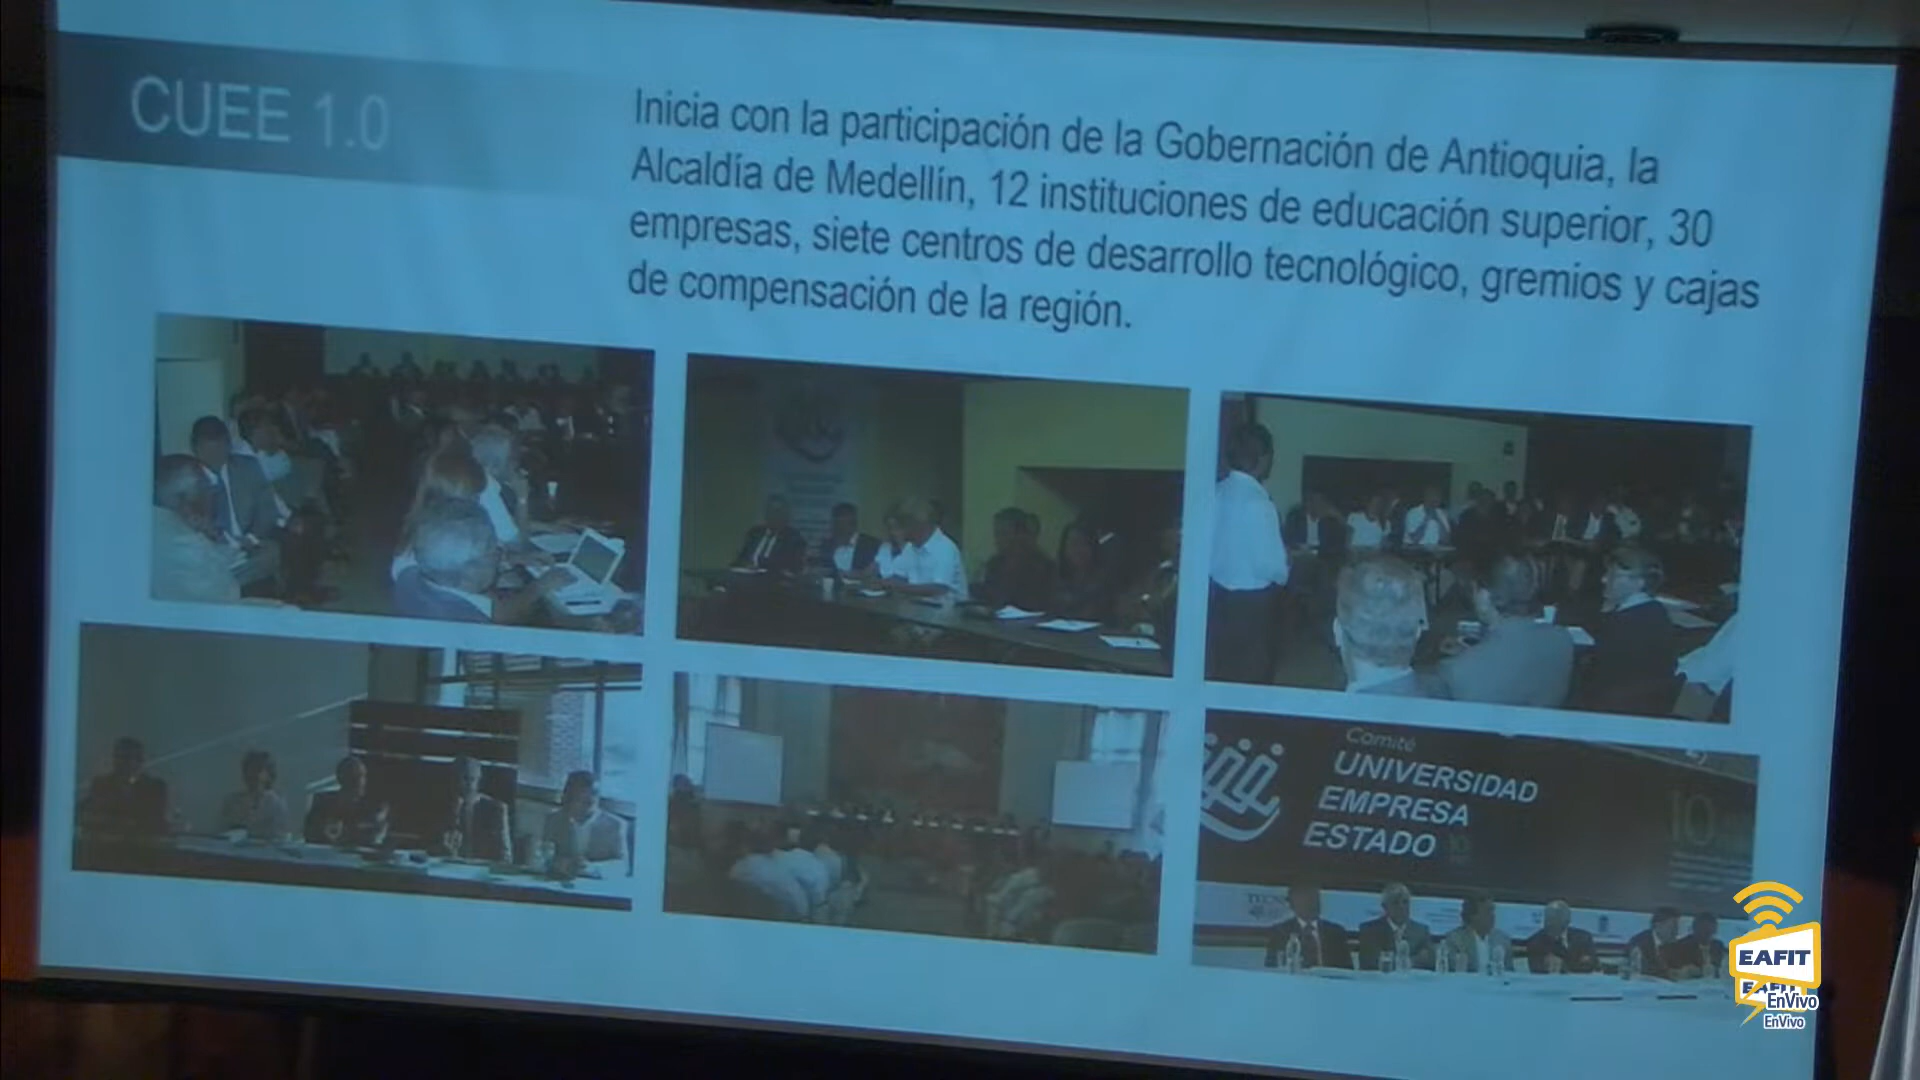 CUEE 1.0
Inicia con la participación de la Gobernación de Antioquia, la
Alcaldía de Medellín, 12 instituciones de educación superior, 30
empresas, siete centros de desarrollo tecnológico, gremios y cajas
de compensación de la región.
Comité
UNIVERSIDAD
EMPRESA
ESTADO
10
EAFIT
EnVivo
EnVivo